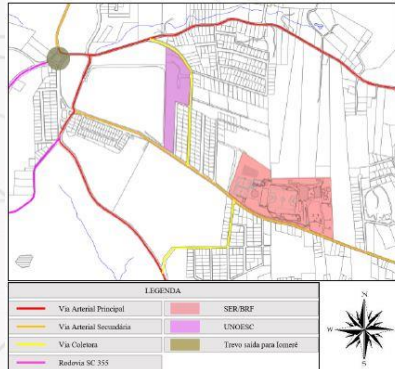 LEGENDA
Via Arterial Principal
SER/BRF
Via Arterial Secundária
UNOESC
Via Coletora
Trevo saída para Iomerê
Rodovia SC 355
N
W
E
S